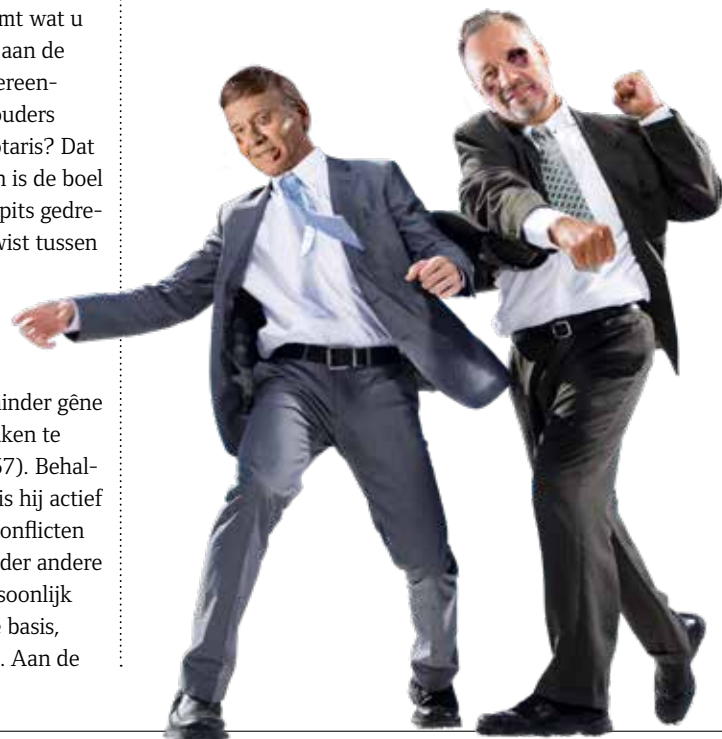 mt wat u
aan de
ereen-
ouders
otaris? Dat
n is de boel
pits gedre-
wist tussen
inder gêne
ken te
57). Behal-
is hij actief
onflicten
der andere
soonlijk
e basis,
. Aan de